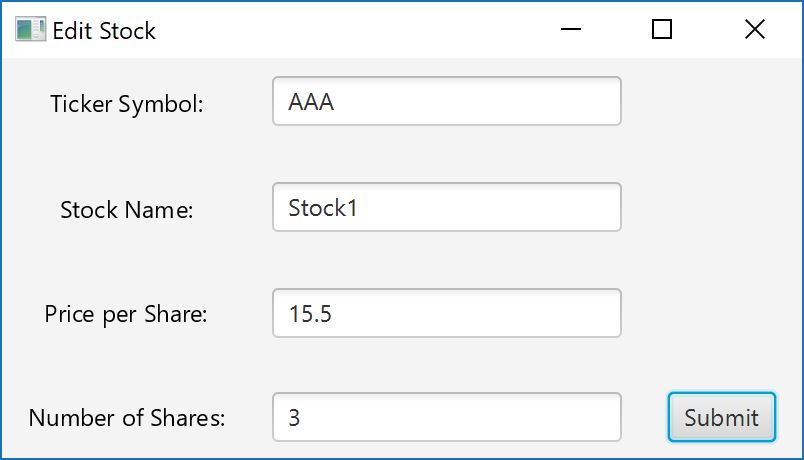 Edit Stock
Ticker Symbol: AAA
Stock Name: Stock1
Price per Share: 15.5
Number of Shares: 3 Submit